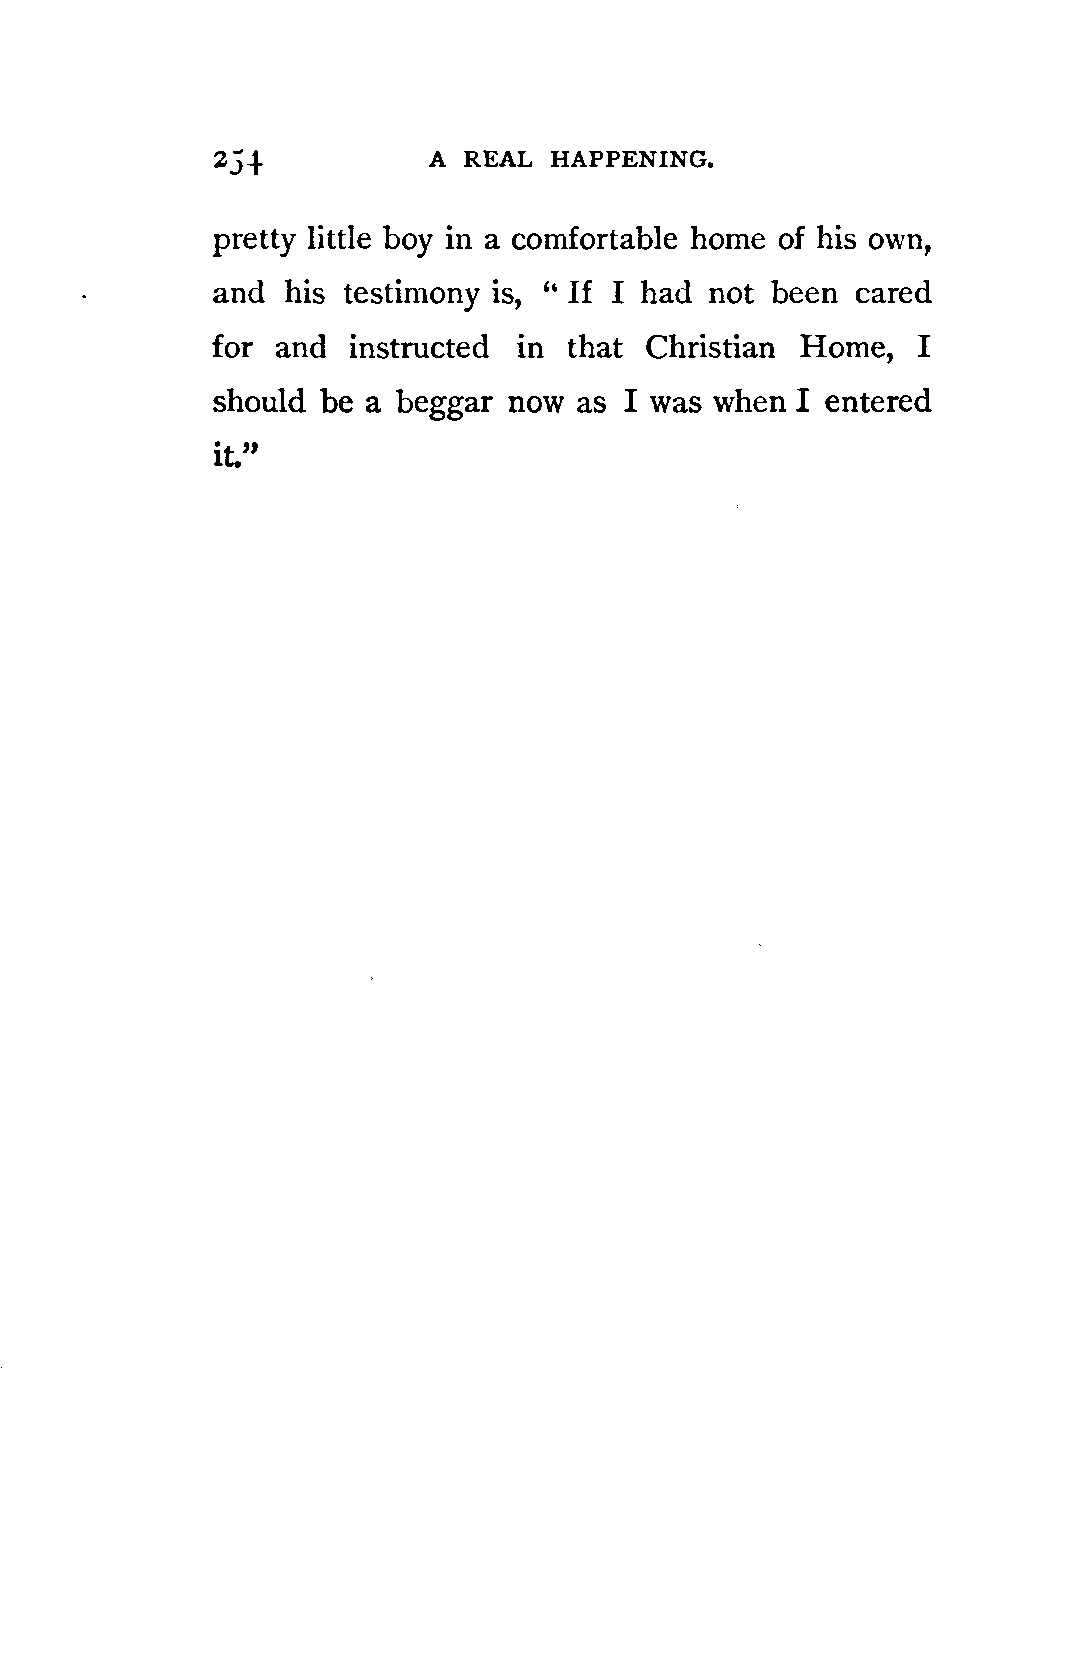 254 A REAL HAPPENING.
pretty little boy in a comfortable home of his own,
and his testimony is, “ If I had not been cared
for and instructed in that Christian Home, I
should be a beggar now as I was when I entered
it.”